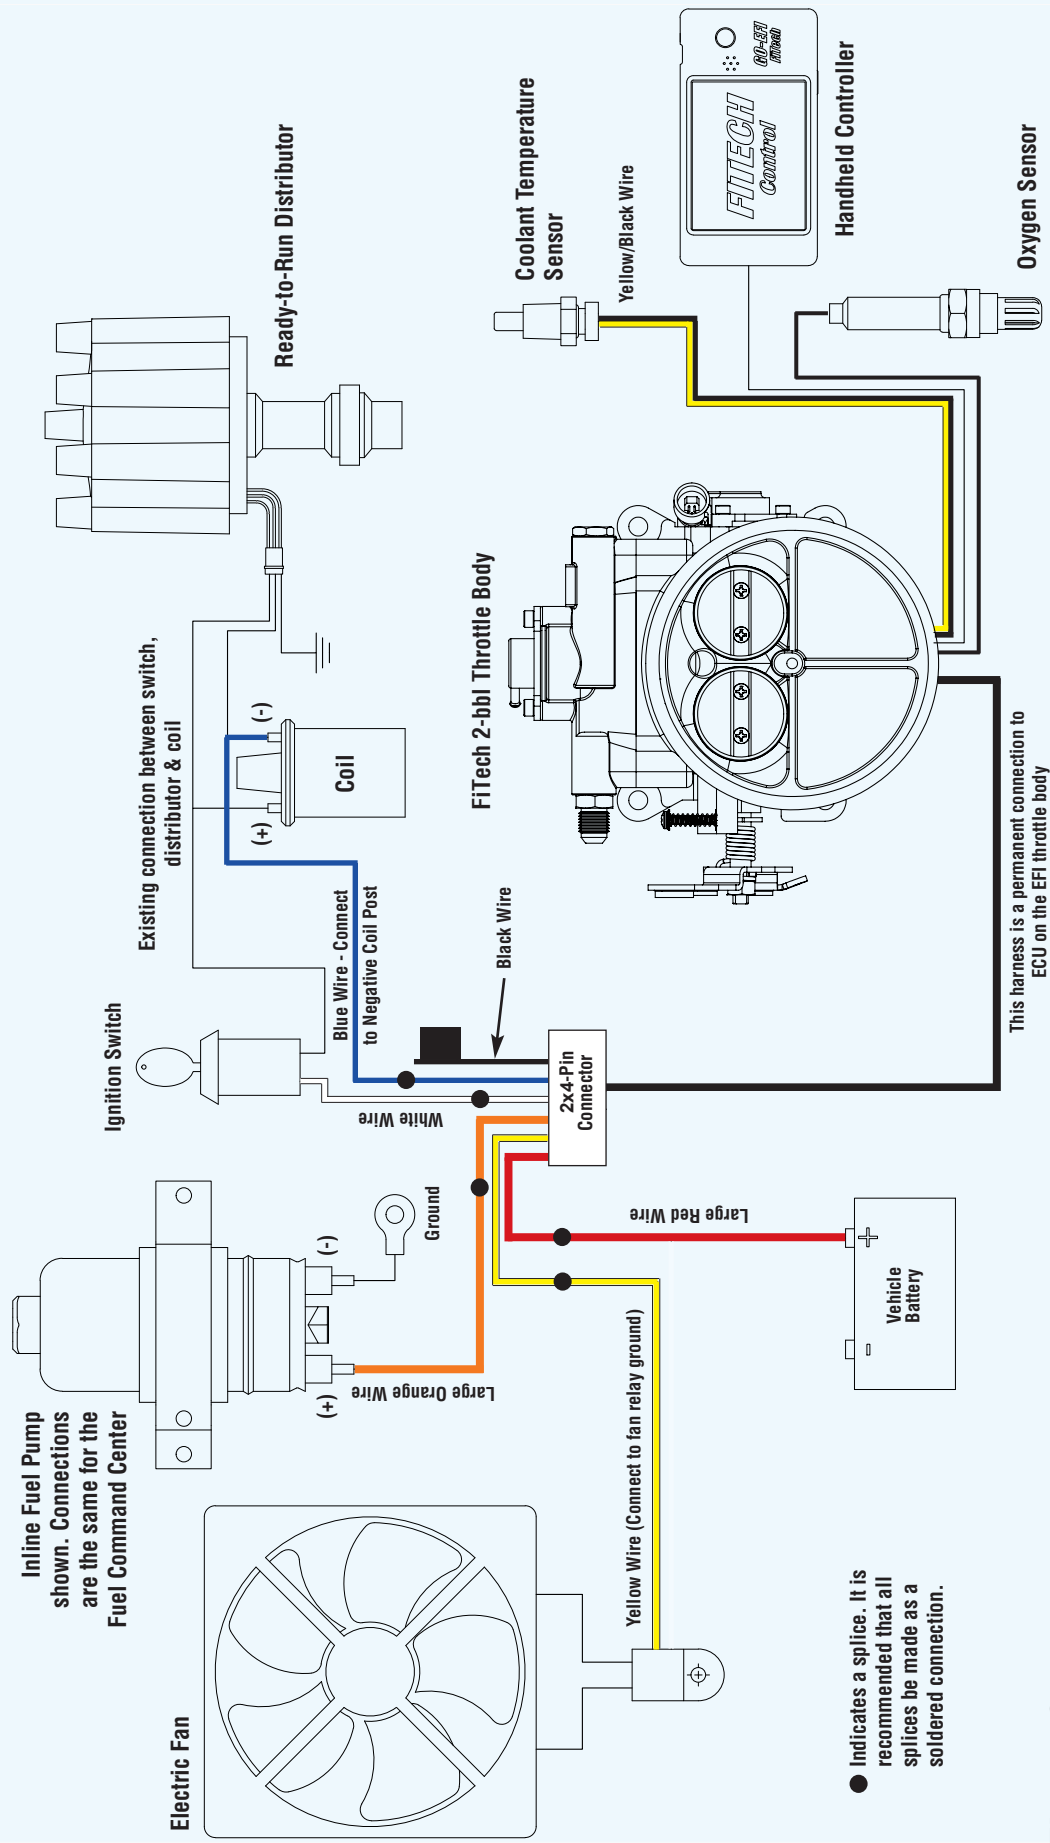 Inline Fuel Pump
shown. Connections
are the same for the
Fuel Command Center
(+)
(-)
Ground
Large Orange Wire
Ignition Switch
White Wire
Existing connection between switch,
distributor & coil
Blue Wire - Connect
to Negative Coil Post
(+)
(-)
Coil
Ready-to-Run Distributor
Electric Fan
Yellow Wire (Connect to fan relay ground)
Large Red Wire
2x4-Pin
Connector
Black Wire
FiTech 2-bbl Throttle Body
Coolant Temperature
Sensor
Yellow/Black Wire
FITECH
Control
GO-EFI
FiTech
Handheld Controller
Oxygen Sensor
Vehicle
Battery
-
+
This harness is a permanent connection to
ECU on the EFI throttle body
Indicates a splice. It is
recommended that all
splices be made as a
soldered connection.